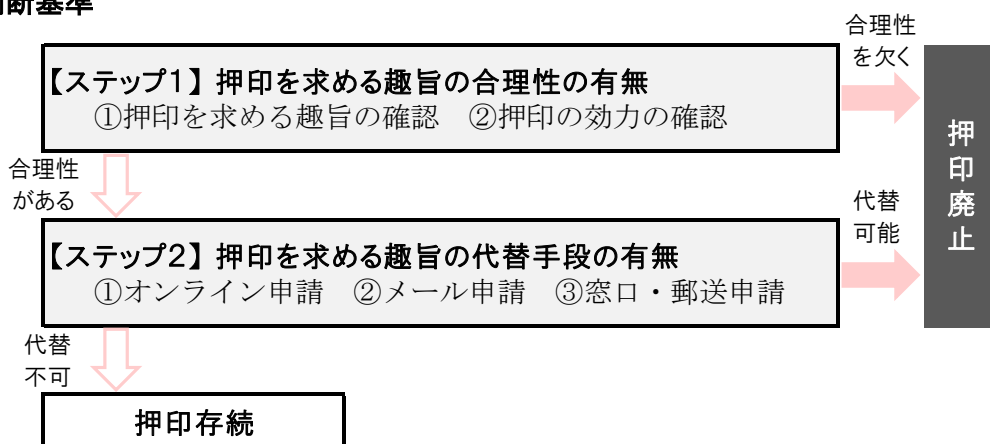 判断基準
合理性
を欠く
【ステップ1】押印を求める趣旨の合理性の有無
①押印を求める趣旨の確認　②押印の効力の確認
合理性
がある
代替
可能
押印廃止
【ステップ2】押印を求める趣旨の代替手段の有無
①オンライン申請　②メール申請　③窓口・郵送申請
代替
不可
押印存続